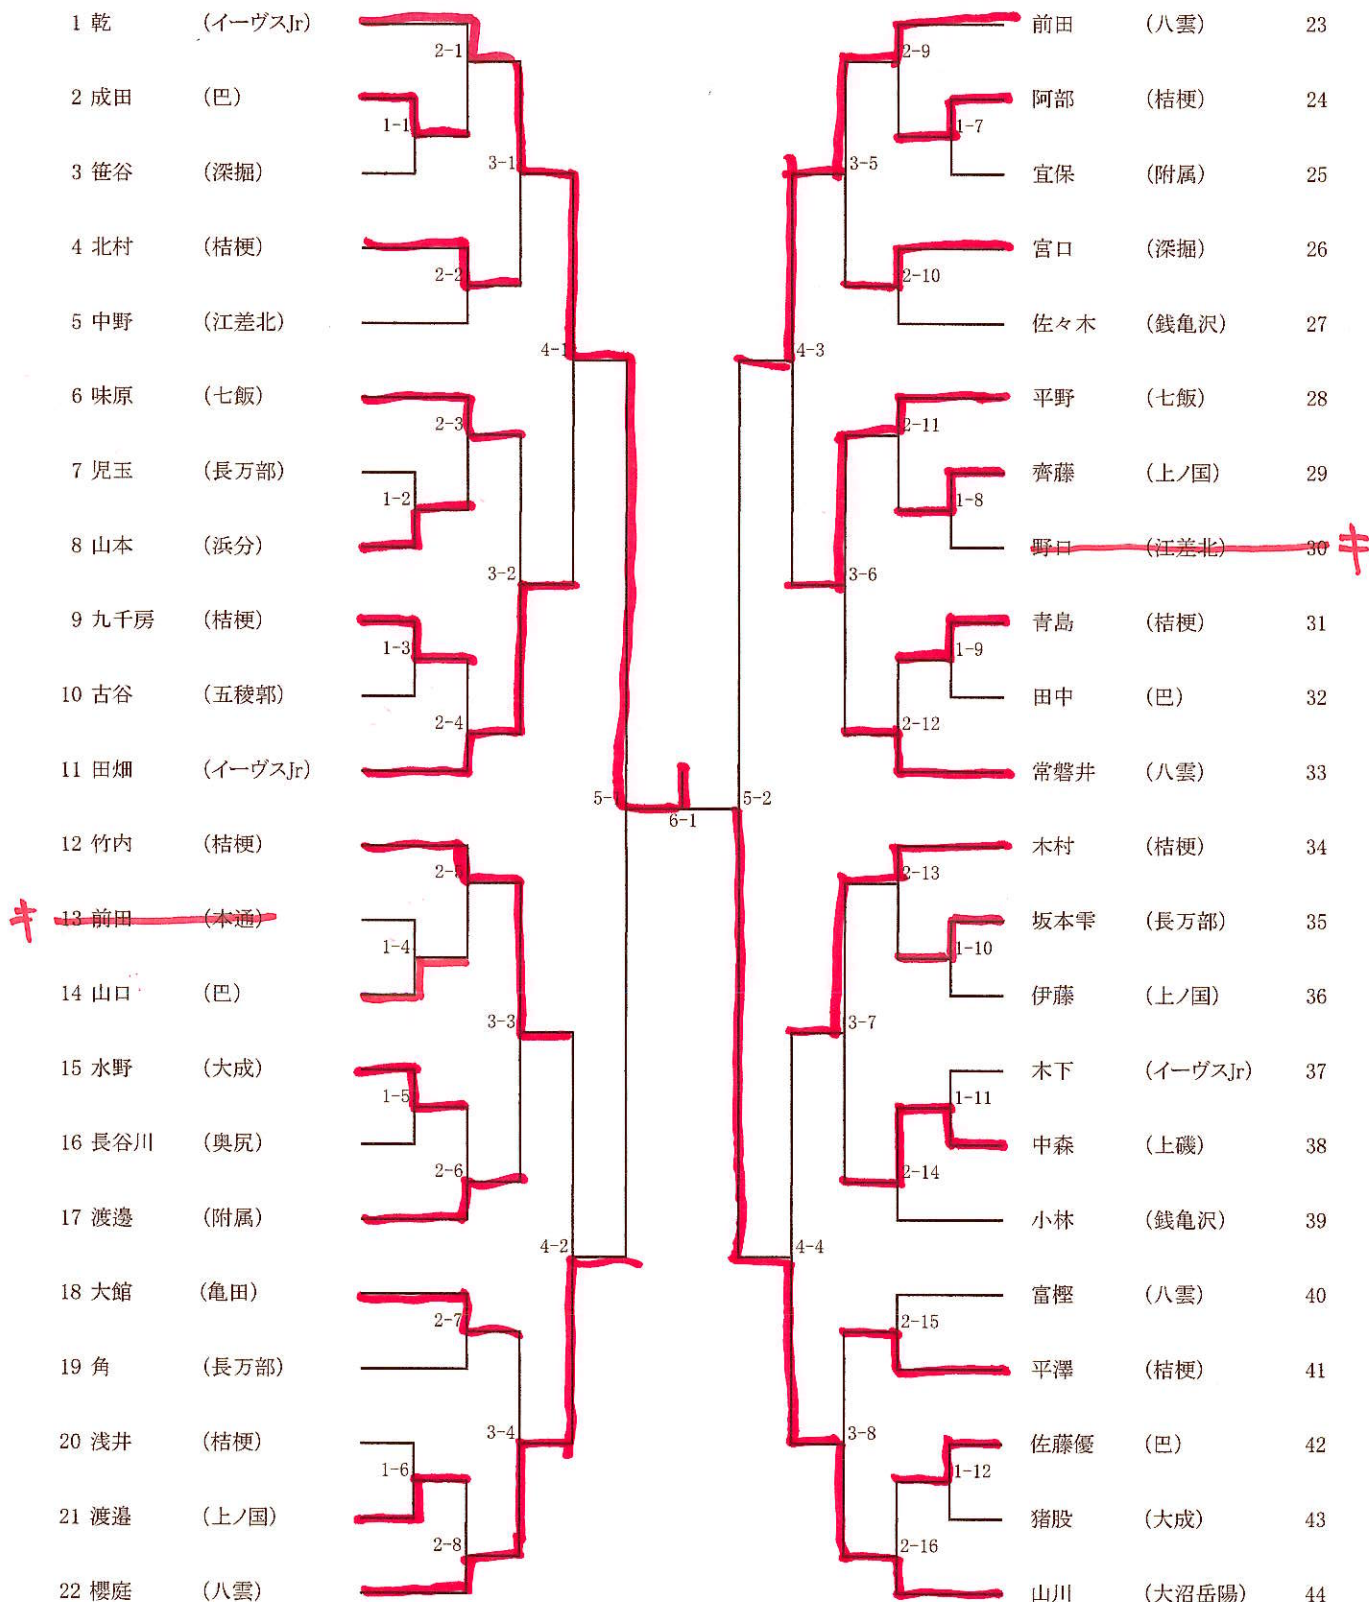 1 乾 (イーヴスJr)
2 成田 (巴)
3 笹谷 (深掘)
4 北村 (桔梗)
5 中野 (江差北)
6 味原 (七飯)
7 児玉 (長万部)
8 山本 (浜分)
9 九千房 (桔梗)
10 古谷 (五稜郭)
11 田畑 (イーヴスJr)
12 竹内 (桔梗)
キ 13 前田 (本通)
14 山口 (巴)
15 水野 (大成)
16 長谷川 (奥尻)
17 渡邊 (附属)
18 大館 (亀田)
19 角 (長万部)
20 浅井 (桔梗)
21 渡邉 (上ノ国)
22 櫻庭 (八雲)
2-1
1-1
3-1
2-2
4-1
2-3
1-2
3-2
1-3
2-4
5-
2-5
1-4
3-3
1-5
2-6
4-2
2-7
3-4
1-6
2-8
6-1
2-9
1-7
3-5
2-10
4-3
2-11
1-8
3-6
1-9
2-12
5-2
2-13
1-10
3-7
1-11
2-14
4-4
2-15
3-8
1-12
2-16
前田 (八雲) 23
阿部 (桔梗) 24
宜保 (附属) 25
宮口 (深掘) 26
佐々木 (銭亀沢) 27
平野 (七飯) 28
齊藤 (上ノ国) 29
野口 (江差北) 30 キ
青島 (桔梗) 31
田中 (巴) 32
常磐井 (八雲) 33
木村 (桔梗) 34
坂本雫 (長万部) 35
伊藤 (上ノ国) 36
木下 (イーヴスJr) 37
中森 (上磯) 38
小林 (銭亀沢) 39
富樫 (八雲) 40
平澤 (桔梗) 41
佐藤優 (巴) 42
猪股 (大成) 43
山川 (大沼岳陽) 44